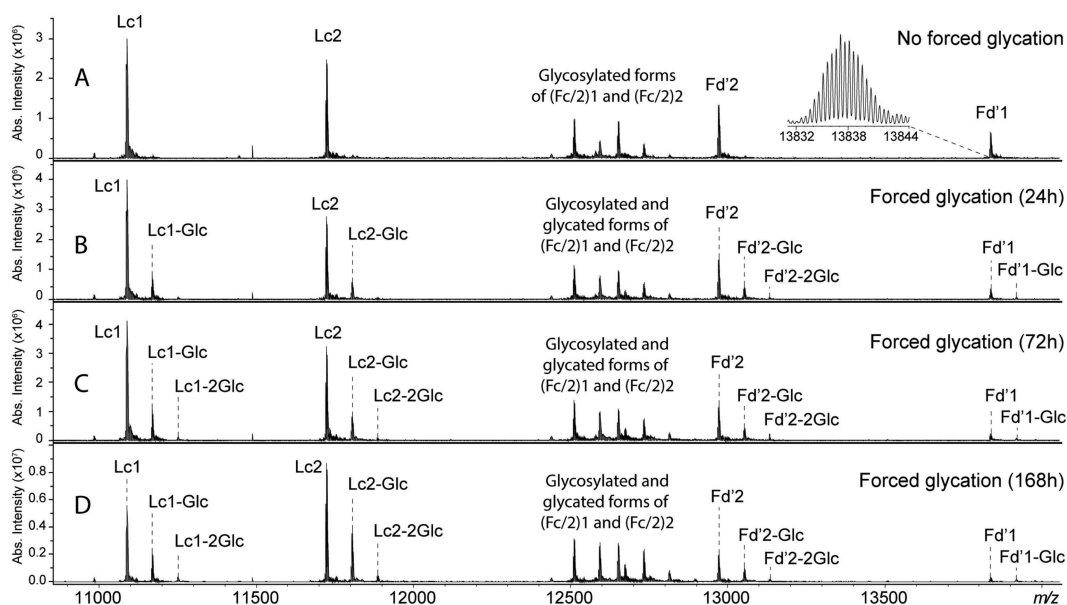 Abs. Intensity (x10⁶)
3
2
1
0
A
Lc1
Lc2
Glycosylated forms
of (Fc/2)1 and (Fc/2)2
Fd'2
Fd'1
No forced glycation
13832 13838 13844
Abs. Intensity (x10⁶)
4
3
2
1
0
B
Lc1
Lc1-Glc
Lc2
Lc2-Glc
Glycosylated and
glycated forms of
(Fc/2)1 and (Fc/2)2
Fd'2
Fd'2-Glc
Fd'2-2Glc
Fd'1
Fd'1-Glc
Forced glycation (24h)
Abs. Intensity (x10⁶)
4
3
2
1
0
C
Lc1
Lc1-Glc
Lc1-2Glc
Lc2
Lc2-Glc
Lc2-2Glc
Glycosylated and
glycated forms of
(Fc/2)1 and (Fc/2)2
Fd'2
Fd'2-Glc
Fd'2-2Glc
Fd'1
Fd'1-Glc
Forced glycation (72h)
Abs. Intensity (x10⁷)
0.8
0.6
0.4
0.2
0.0
D
Lc1
Lc1-Glc
Lc1-2Glc
Lc2
Lc2-Glc
Lc2-2Glc
Glycosylated and
glycated forms of
(Fc/2)1 and (Fc/2)2
Fd'2
Fd'2-Glc
Fd'2-2Glc
Fd'1
Fd'1-Glc
Forced glycation (168h)
11000 11500 12000 12500 13000 13500 m/z